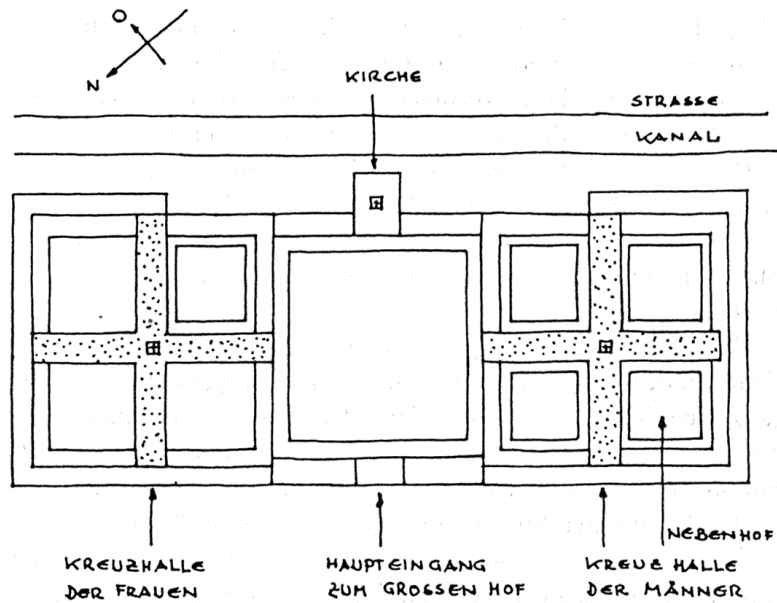 O
N
KIRCHE
STRASSE
KANAL
NEBENHOF
KREUZHALLE
DER FRAUEN
HAUPTEINGANG
ZUM GROSSEN HOF
KREUZ HALLE
DER MÄNNER